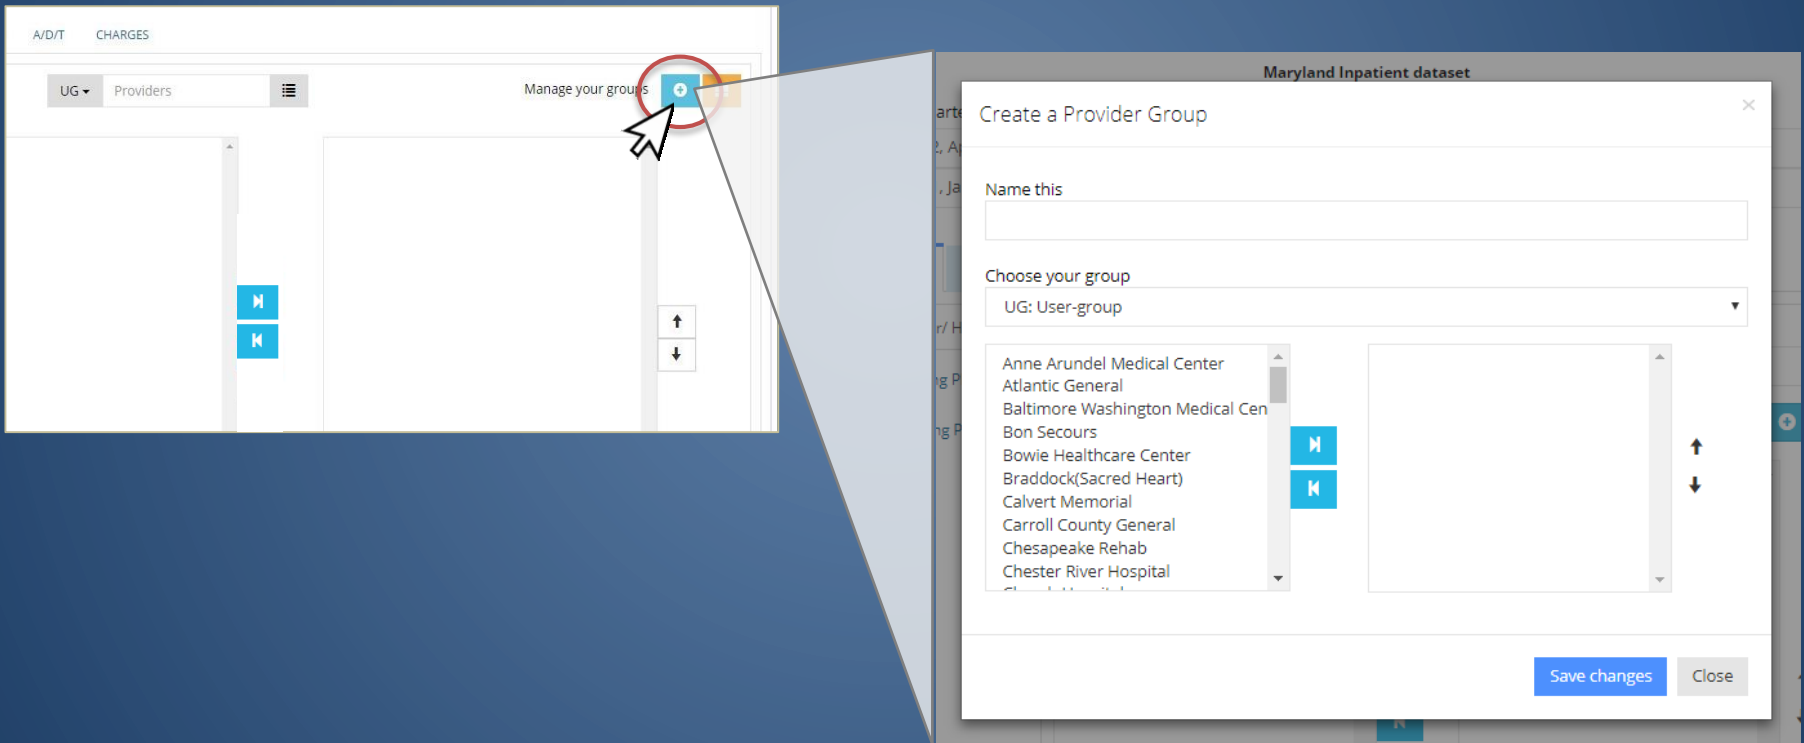 A/D/T CHARGES
UG Providers
Manage your groups
Maryland Inpatient dataset
Create a Provider Group
×
Name this
Choose your group
UG: User-group
Anne Arundel Medical Center
Atlantic General
Baltimore Washington Medical Cen
Bon Secours
Bowie Healthcare Center
Braddock(Sacred Heart)
Calvert Memorial
Carroll County General
Chesapeake Rehab
Chester River Hospital
Save changes Close